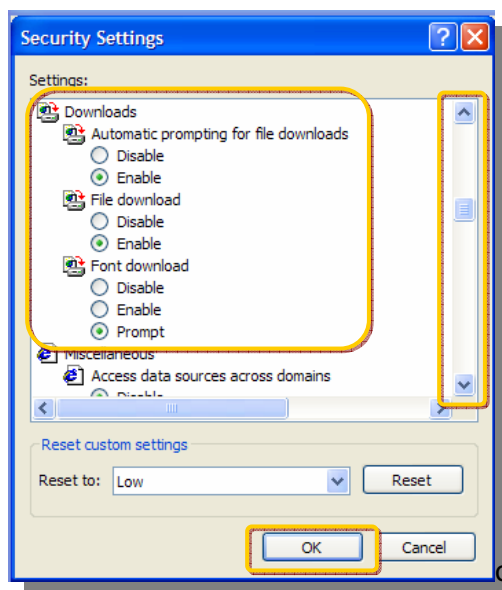 Security Settings
Settings:
Downloads
Automatic prompting for file downloads
Disable
Enable
File download
Disable
Enable
Font download
Disable
Enable
Prompt
Miscellaneous
Access data sources across domains
Disable
Reset custom settings
Reset to: Low Reset
OK Cancel